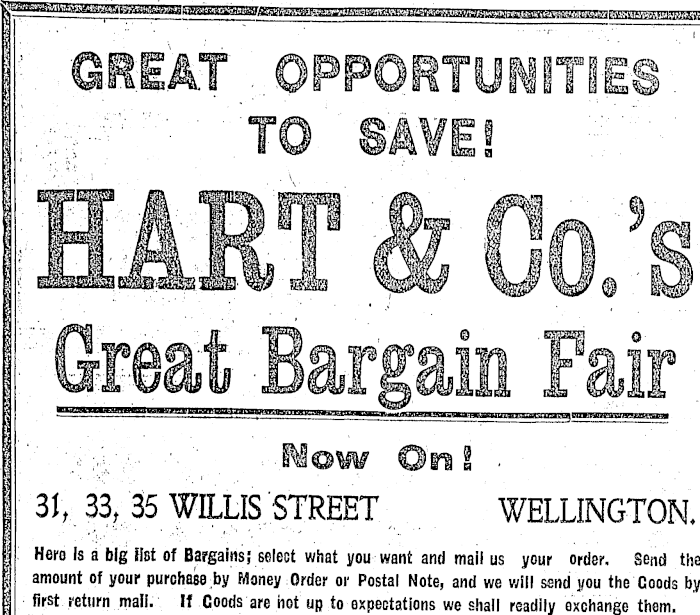 GREAT OPPORTUNITIES
TO SAVE!
HART & Co.'s
Great Bargain Fair
Now On!
31, 33, 35 WILLIS STREET WELLINGTON.
Here is a big list of Bargains; select what you want and mail us your order. Send the
amount of your purchase by Money Order or Postal Note, and we will send you the Goods by
first return mail. If Goods are not up to expectations we shall readily exchange them.